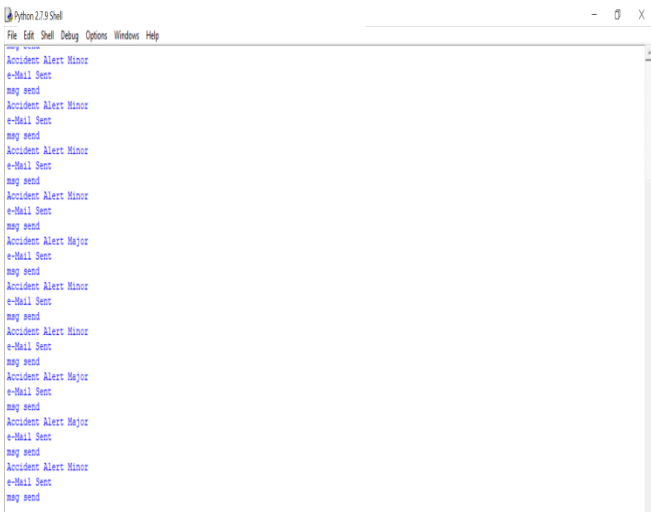 Python 2.7.9 Shell
File Edit Shell Debug Options Windows Help
msg send
Accident Alert Minor
e-Mail Sent
msg send
Accident Alert Minor
e-Mail Sent
msg send
Accident Alert Minor
e-Mail Sent
msg send
Accident Alert Minor
e-Mail Sent
msg send
Accident Alert Major
e-Mail Sent
msg send
Accident Alert Minor
e-Mail Sent
msg send
Accident Alert Minor
e-Mail Sent
msg send
Accident Alert Major
e-Mail Sent
msg send
Accident Alert Major
e-Mail Sent
msg send
Accident Alert Minor
e-Mail Sent
msg send